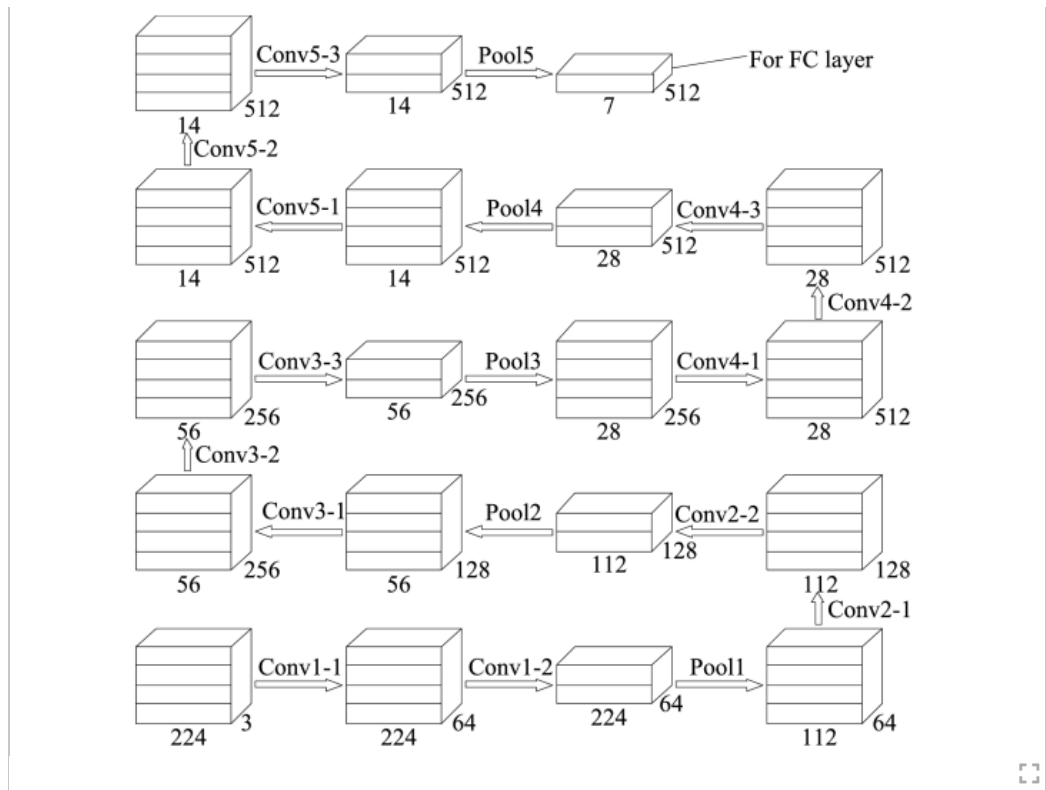 Conv5-3
Pool5
For FC layer
512
14
512
14
512
7
Conv5-2
Conv5-1
Pool4
Conv4-3
512
14
512
14
512
28
512
28
Conv4-2
Conv3-3
Pool3
Conv4-1
256
56
256
56
256
28
512
28
Conv3-2
Conv3-1
Pool2
Conv2-2
256
56
128
56
128
112
128
112
Conv2-1
Conv1-1
Conv1-2
Pool1
3
224
64
224
64
224
64
112